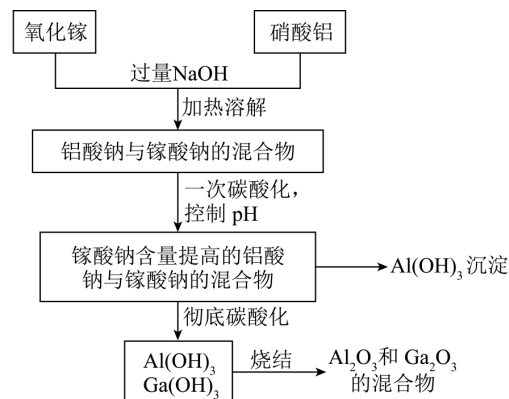 氧化镓
硝酸铝
过量NaOH
加热溶解
铝酸钠与镓酸钠的混合物
一次碳酸化，
控制 pH
镓酸钠含量提高的铝酸
钠与镓酸钠的混合物
Al(OH)₃ 沉淀
彻底碳酸化
Al(OH)₃
Ga(OH)₃
烧结
Al₂O₃和 Ga₂O₃
的混合物